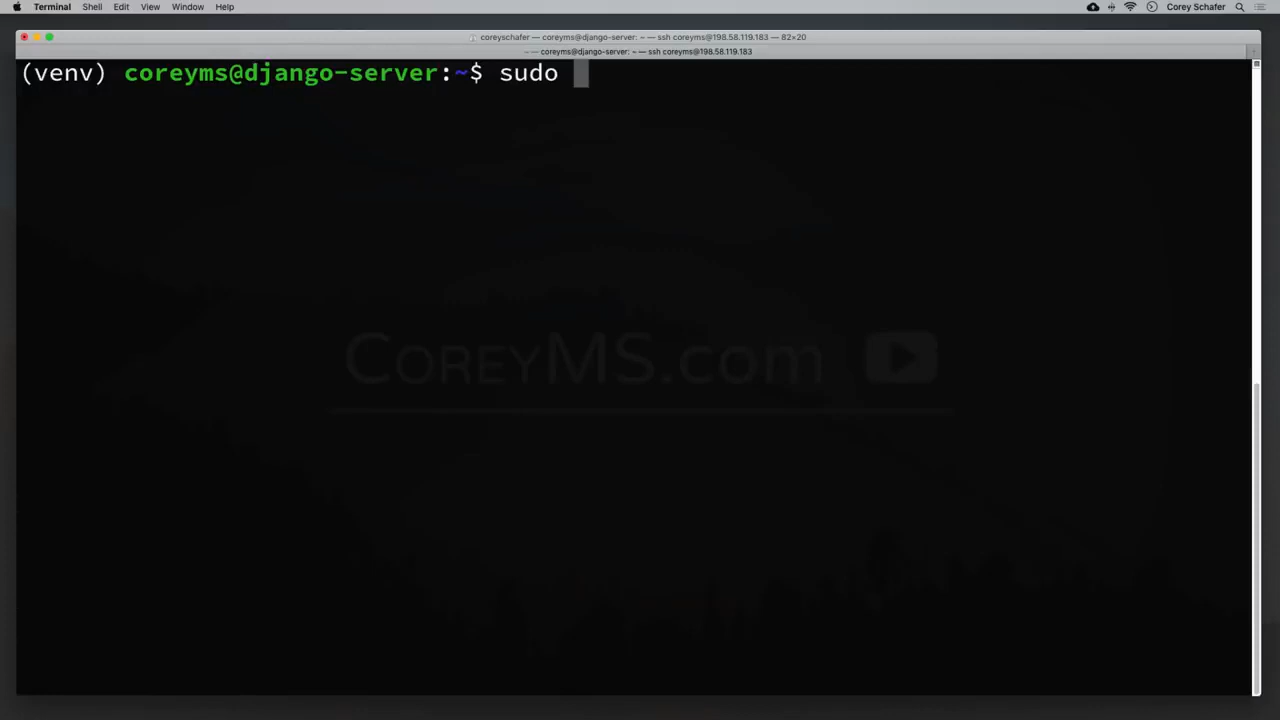 Terminal Shell Edit View Window Help Corey Schafer
coreyschafer — coreyms@django-server: ~ — ssh coreyms@198.58.119.183 — 82×20
coreyms@django-server: ~ — ssh coreyms@198.58.119.183
(venv) coreyms@django-server:~$ sudo
CoreyMS.com